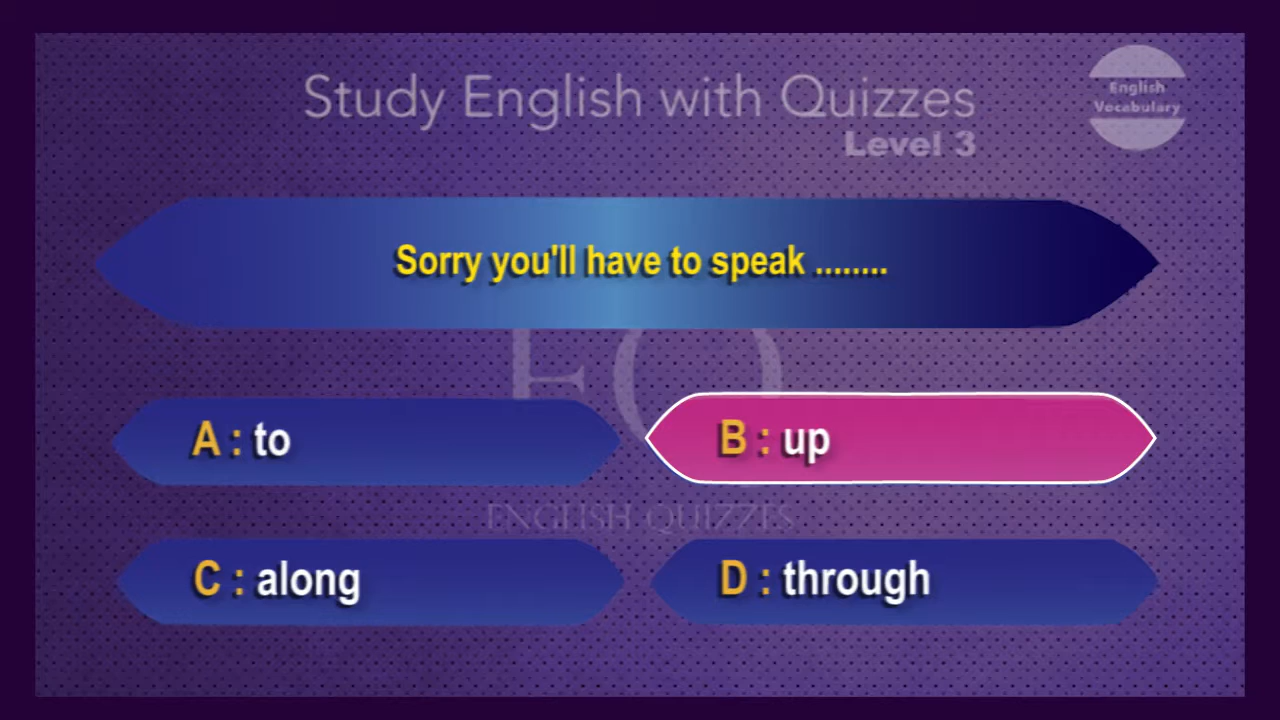 Study English with Quizzes
Level 3
English
Vocabulary
Sorry you'll have to speak ........
EQ
A : to
B : up
ENGLISH QUIZZES
C : along
D : through